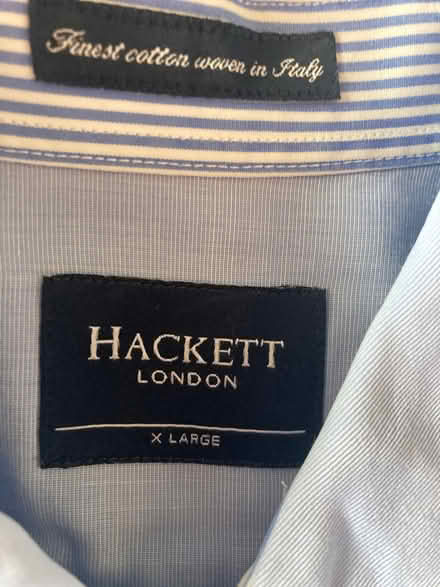 Finest cotton woven in Italy
HACKETT
LONDON
X LARGE